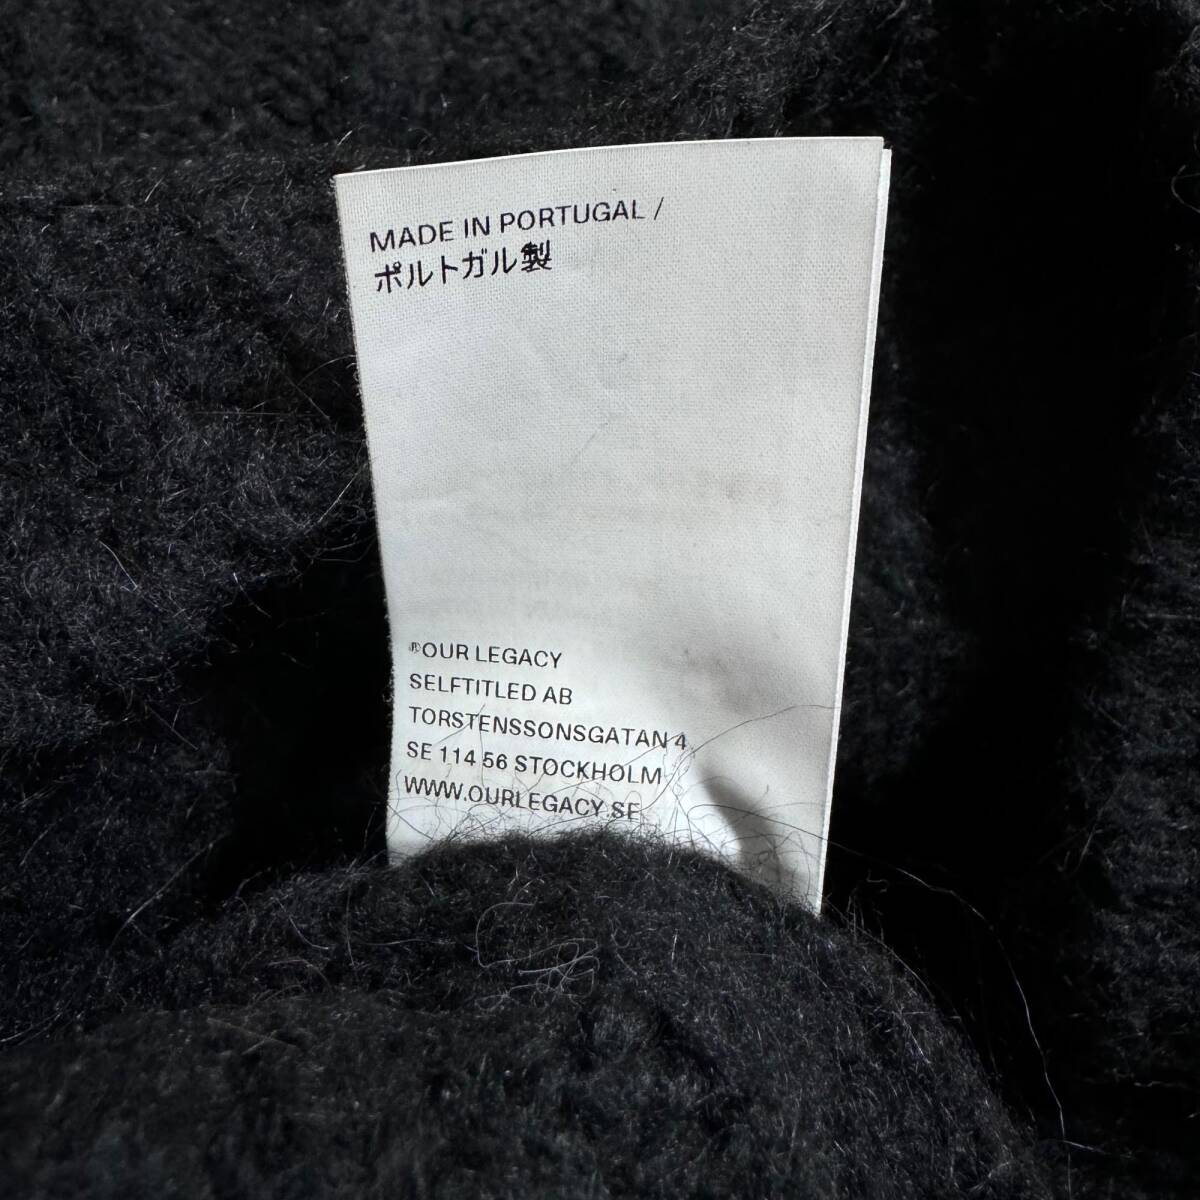 MADE IN PORTUGAL /
ポルトガル製
®OUR LEGACY
SELFTITLED AB
TORSTENSSONSGATAN 4
SE 114 56 STOCKHOLM
WWW.OURLEGACY.SE